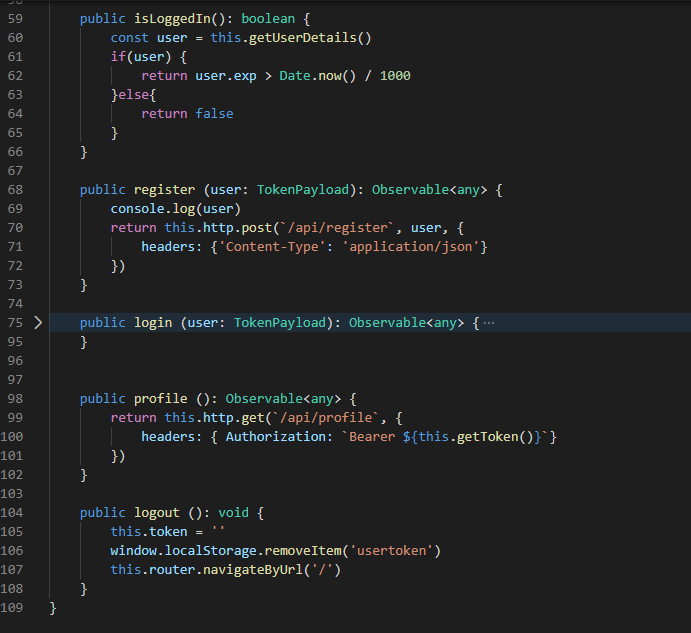 59 public isLoggedIn(): boolean {
60 const user = this.getUserDetails()
61 if(user) {
62 return user.exp > Date.now() / 1000
63 }else{
64 return false
65 }
66 }
67
68 public register (user: TokenPayload): Observable<any> {
69 console.log(user)
70 return this.http.post(`/api/register`, user, {
71 headers: {'Content-Type': 'application/json'}
72 })
73 }
74
75 public login (user: TokenPayload): Observable<any> { ···
95 }
96
97
98 public profile (): Observable<any> {
99 return this.http.get(`/api/profile`, {
100 headers: { Authorization: `Bearer ${this.getToken()}`}
101 })
102 }
103
104 public logout (): void {
105 this.token = ''
106 window.localStorage.removeItem('usertoken')
107 this.router.navigateByUrl('/')
108 }
109 }